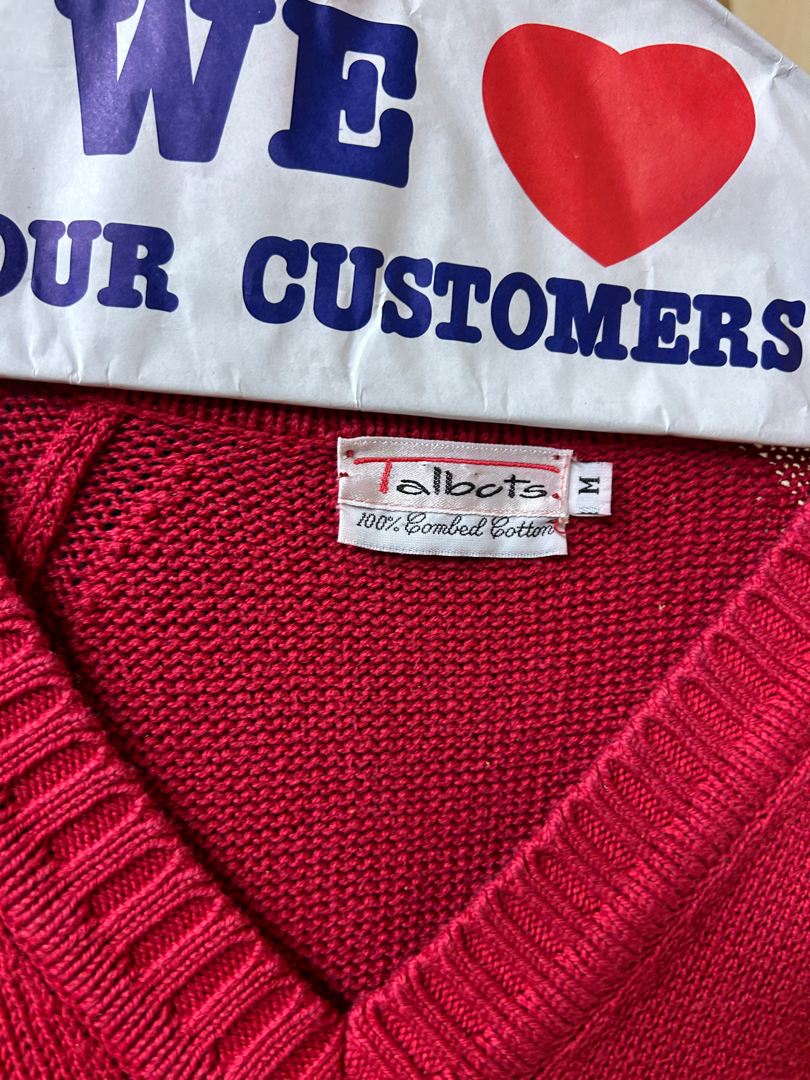 WE
OUR CUSTOMERS
Talbots
M
100% Combed Cotton